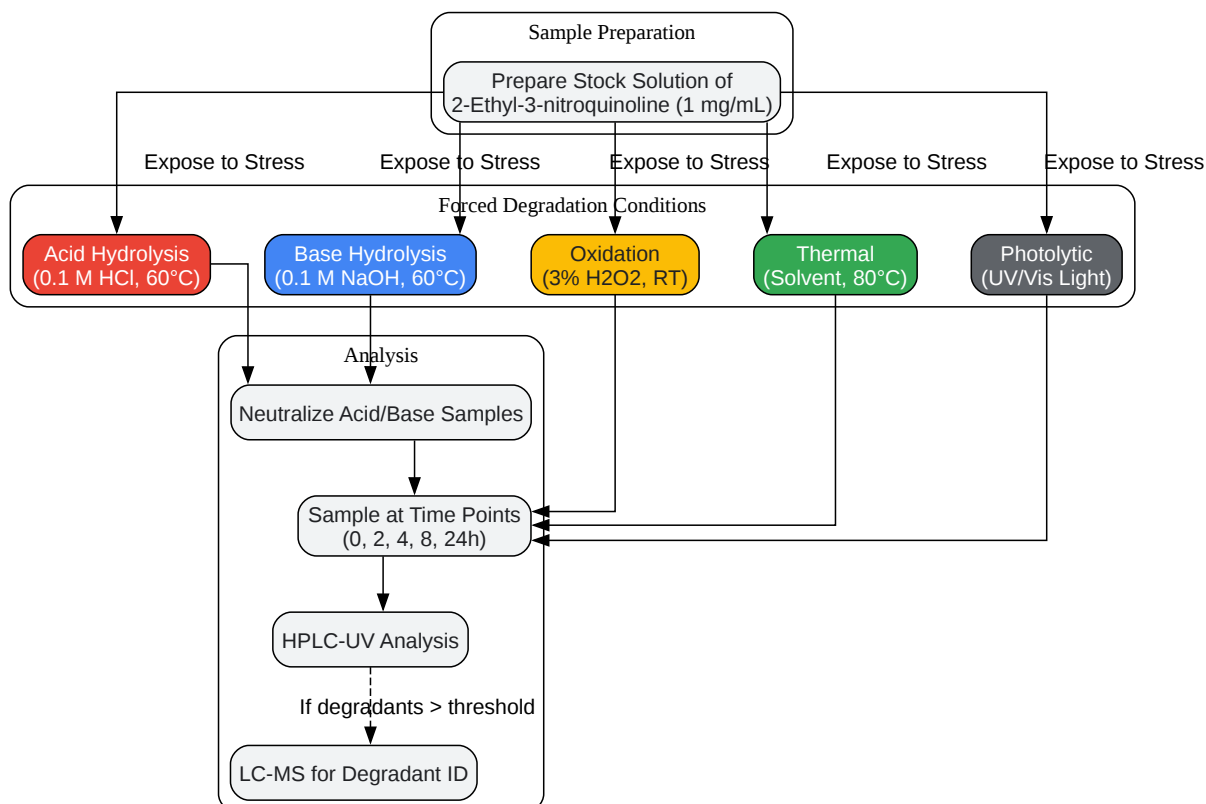 Sample Preparation
Prepare Stock Solution of
2-Ethyl-3-nitroquinoline (1 mg/mL)
Expose to Stress
Expose to Stress
Expose to Stress
Expose to Stress
Expose to Stress
Forced Degradation Conditions
Acid Hydrolysis
(0.1 M HCl, 60°C)
Base Hydrolysis
(0.1 M NaOH, 60°C)
Oxidation
(3% H2O2, RT)
Thermal
(Solvent, 80°C)
Photolytic
(UV/Vis Light)
Analysis
Neutralize Acid/Base Samples
Sample at Time Points
(0, 2, 4, 8, 24h)
HPLC-UV Analysis
If degradants > threshold
LC-MS for Degradant ID